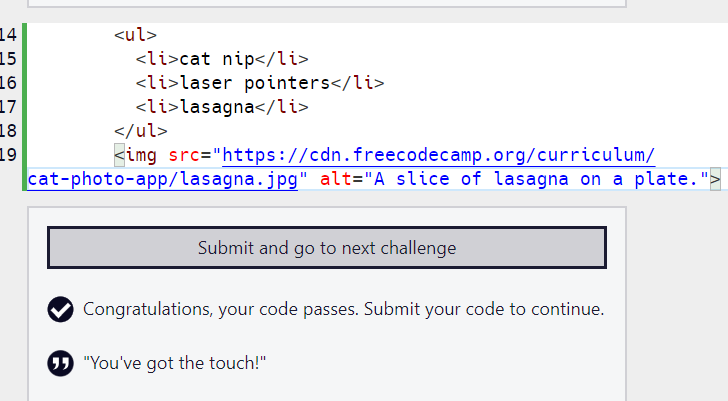 14 <ul>
15 <li>cat nip</li>
16 <li>laser pointers</li>
17 <li>lasagna</li>
18 </ul>
19 <img src="https://cdn.freecodecamp.org/curriculum/
cat-photo-app/lasagna.jpg" alt="A slice of lasagna on a plate.">
Submit and go to next challenge
Congratulations, your code passes. Submit your code to continue.
"You've got the touch!"